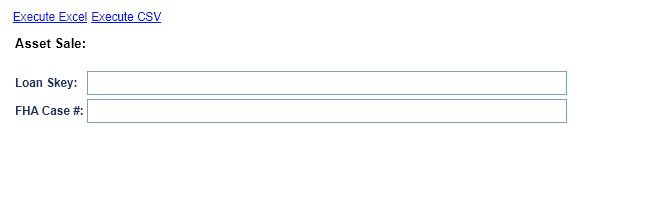 Execute Excel Execute CSV
Asset Sale:
Loan Skey:
FHA Case #: